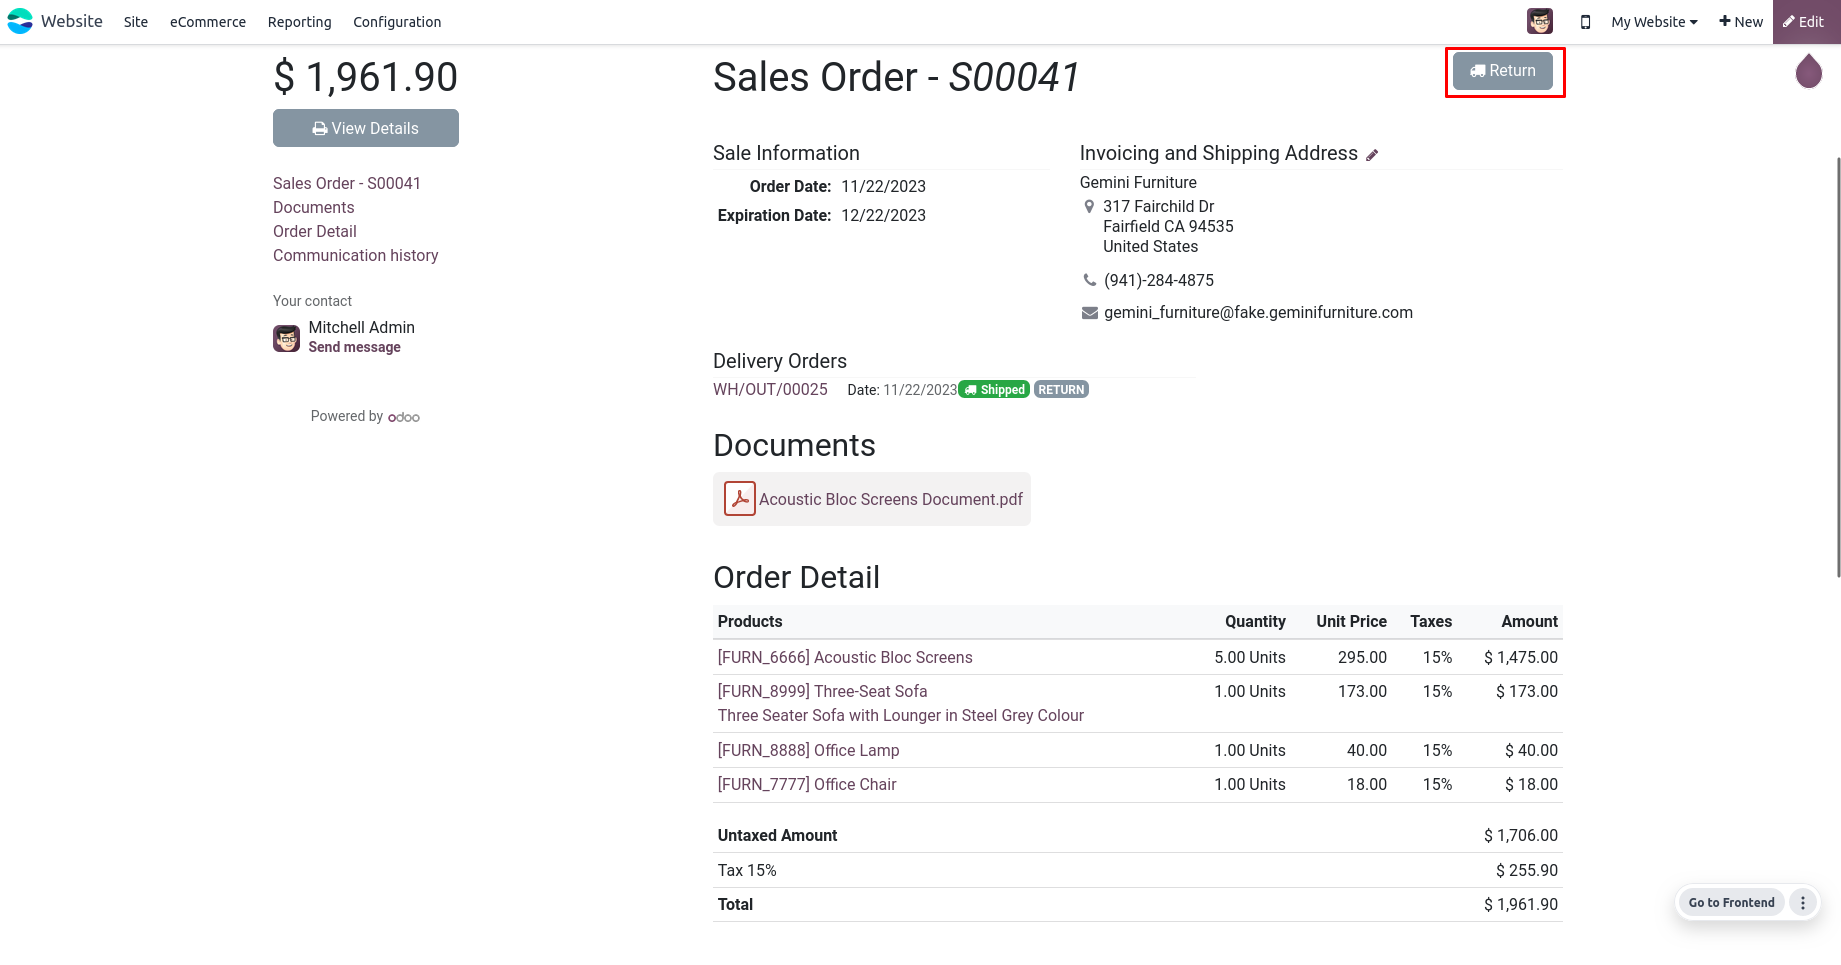 Website Site eCommerce Reporting Configuration My Website New Edit
$ 1,961.90
View Details
Sales Order - S00041
Documents
Order Detail
Communication history
Your contact
Mitchell Admin
Send message
Powered by odoo
Sales Order - S00041
Return
Sale Information
Order Date: 11/22/2023
Expiration Date: 12/22/2023
Invoicing and Shipping Address
Gemini Furniture
317 Fairchild Dr
Fairfield CA 94535
United States
(941)-284-4875
gemini_furniture@fake.geminifurniture.com
Delivery Orders
WH/OUT/00025 Date: 11/22/2023 Shipped RETURN
Documents
Acoustic Bloc Screens Document.pdf
Order Detail
Products Quantity Unit Price Taxes Amount
[FURN_6666] Acoustic Bloc Screens 5.00 Units 295.00 15% $ 1,475.00
[FURN_8999] Three-Seat Sofa 1.00 Units 173.00 15% $ 173.00
Three Seater Sofa with Lounger in Steel Grey Colour
[FURN_8888] Office Lamp 1.00 Units 40.00 15% $ 40.00
[FURN_7777] Office Chair 1.00 Units 18.00 15% $ 18.00
Untaxed Amount $ 1,706.00
Tax 15% $ 255.90
Total $ 1,961.90
Go to Frontend